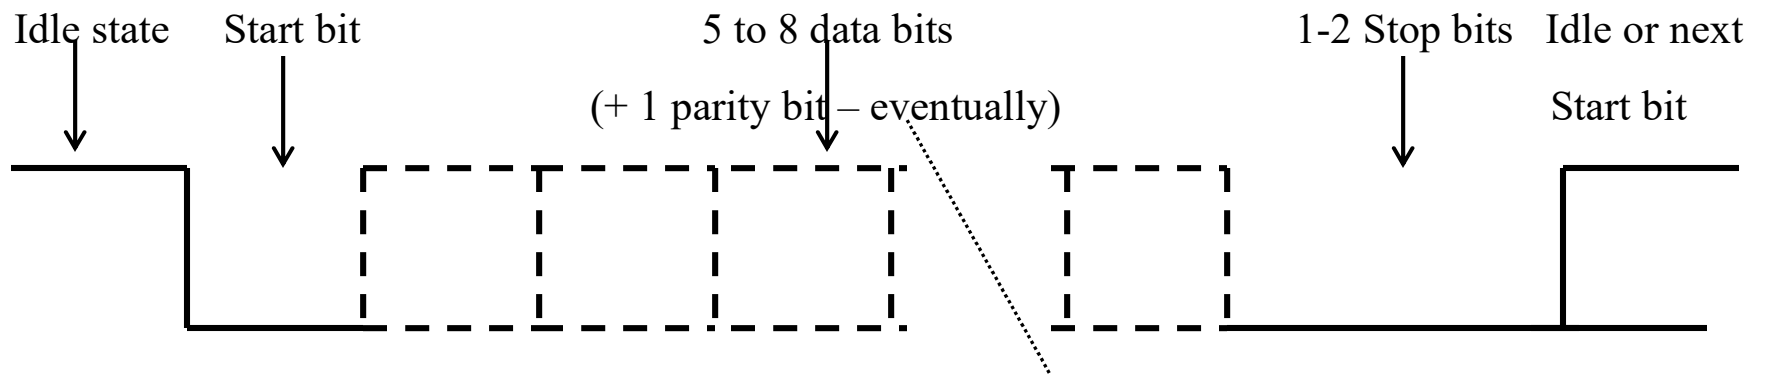 Idle state Start bit 5 to 8 data bits 1-2 Stop bits Idle or next
(+ 1 parity bit – eventually) Start bit